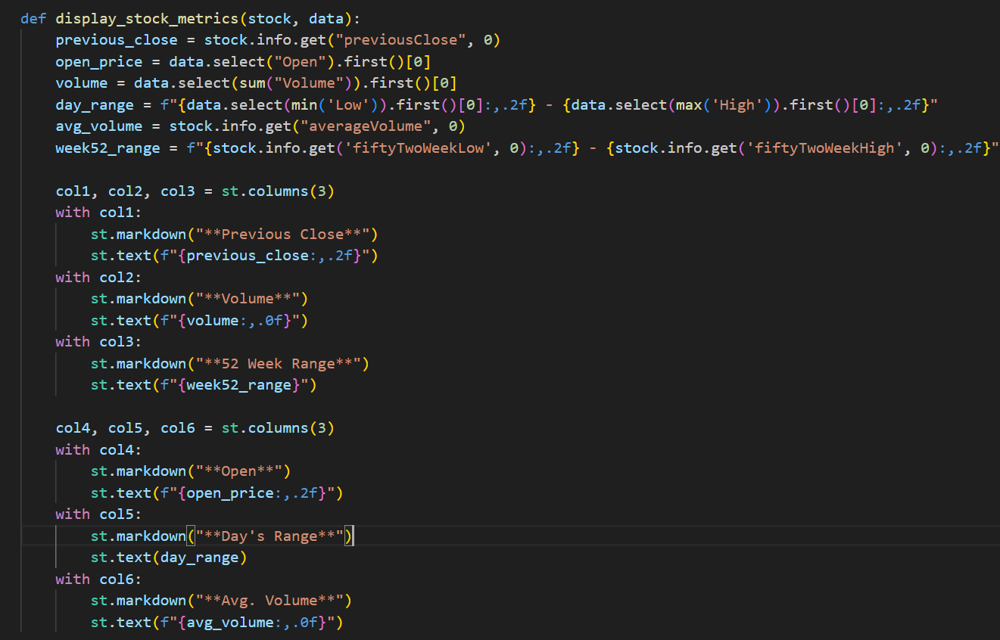 def display_stock_metrics(stock, data):
    previous_close = stock.info.get("previousClose", 0)
    open_price = data.select("Open").first()[0]
    volume = data.select(sum("Volume")).first()[0]
    day_range = f"{data.select(min('Low')).first()[0]:,.2f} - {data.select(max('High')).first()[0]:,.2f}"
    avg_volume = stock.info.get("averageVolume", 0)
    week52_range = f"{stock.info.get('fiftyTwoWeekLow', 0):,.2f} - {stock.info.get('fiftyTwoWeekHigh', 0):,.2f}"

    col1, col2, col3 = st.columns(3)
    with col1:
        st.markdown("**Previous Close**")
        st.text(f"{previous_close:,.2f}")
    with col2:
        st.markdown("**Volume**")
        st.text(f"{volume:,.0f}")
    with col3:
        st.markdown("**52 Week Range**")
        st.text(f"{week52_range}")

    col4, col5, col6 = st.columns(3)
    with col4:
        st.markdown("**Open**")
        st.text(f"{open_price:,.2f}")
    with col5:
        st.markdown("**Day's Range**")
        st.text(day_range)
    with col6:
        st.markdown("**Avg. Volume**")
        st.text(f"{avg_volume:,.0f}")